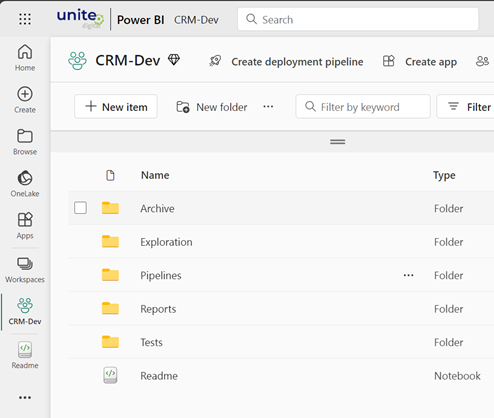 unite
Power BI
CRM-Dev
Search
Home
Create
Browse
OneLake
Apps
Workspaces
CRM-Dev
Readme
CRM-Dev
Create deployment pipeline
Create app
New item
New folder
Filter by keyword
Filter
Name Type
Archive Folder
Exploration Folder
Pipelines Folder
Reports Folder
Tests Folder
Readme Notebook